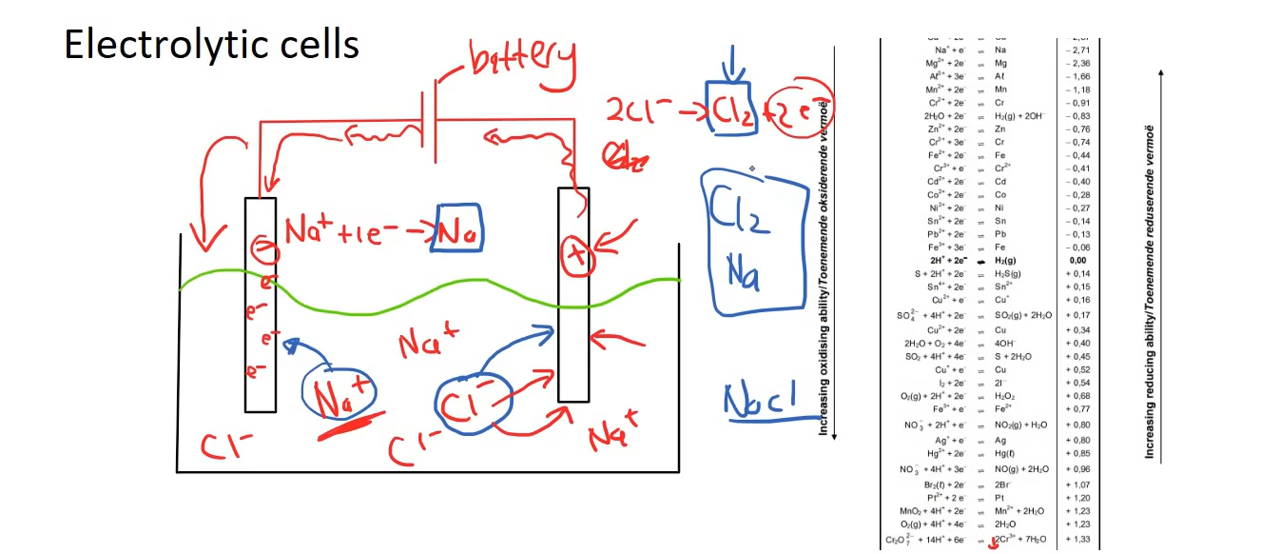 Electrolytic cells
battery
2Cl⁻ → Cl₂ + 2e⁻
Na⁺ + 1e⁻ → Na
Cl₂
Na
+
e⁻
e⁻
e⁻
e⁻
Na⁺
Na⁺
Cl⁻
Cl⁻
Cl⁻
Na⁺
NaCl
Increasing oxidising ability/Toenemende oksiderende vermoë
Na⁺ + e⁻ ⇌ Na − 2,71
Mg²⁺ + 2e⁻ ⇌ Mg − 2,36
Aℓ³⁺ + 3e⁻ ⇌ Aℓ − 1,66
Mn²⁺ + 2e⁻ ⇌ Mn − 1,18
Cr²⁺ + 2e⁻ ⇌ Cr − 0,91
2H₂O + 2e⁻ ⇌ H₂(g) + 2OH⁻ − 0,83
Zn²⁺ + 2e⁻ ⇌ Zn − 0,76
Cr³⁺ + 3e⁻ ⇌ Cr − 0,74
Fe²⁺ + 2e⁻ ⇌ Fe − 0,44
Cr³⁺ + e⁻ ⇌ Cr²⁺ − 0,41
Cd²⁺ + 2e⁻ ⇌ Cd − 0,40
Co²⁺ + 2e⁻ ⇌ Co − 0,28
Ni²⁺ + 2e⁻ ⇌ Ni − 0,27
Sn²⁺ + 2e⁻ ⇌ Sn − 0,14
Pb²⁺ + 2e⁻ ⇌ Pb − 0,13
Fe³⁺ + 3e⁻ ⇌ Fe − 0,06
2H⁺ + 2e⁻ ⇌ H₂(g) 0,00
S + 2H⁺ + 2e⁻ ⇌ H₂S(g) + 0,14
Sn⁴⁺ + 2e⁻ ⇌ Sn²⁺ + 0,15
Cu²⁺ + e⁻ ⇌ Cu⁺ + 0,16
SO₄²⁻ + 4H⁺ + 2e⁻ ⇌ SO₂(g) + 2H₂O + 0,17
Cu²⁺ + 2e⁻ ⇌ Cu + 0,34
2H₂O + O₂ + 4e⁻ ⇌ 4OH⁻ + 0,40
SO₂ + 4H⁺ + 4e⁻ ⇌ S + 2H₂O + 0,45
Cu⁺ + e⁻ ⇌ Cu + 0,52
I₂ + 2e⁻ ⇌ 2I⁻ + 0,54
O₂(g) + 2H⁺ + 2e⁻ ⇌ H₂O₂ + 0,68
Fe³⁺ + e⁻ ⇌ Fe²⁺ + 0,77
NO₃⁻ + 2H⁺ + e⁻ ⇌ NO₂(g) + H₂O + 0,80
Ag⁺ + e⁻ ⇌ Ag + 0,80
Hg²⁺ + 2e⁻ ⇌ Hg(ℓ) + 0,85
NO₃⁻ + 4H⁺ + 3e⁻ ⇌ NO(g) + 2H₂O + 0,96
Br₂(ℓ) + 2e⁻ ⇌ 2Br⁻ + 1,07
Pt²⁺ + 2 e⁻ ⇌ Pt + 1,20
MnO₂ + 4H⁺ + 2e⁻ ⇌ Mn²⁺ + 2H₂O + 1,23
O₂(g) + 4H⁺ + 4e⁻ ⇌ 2H₂O + 1,23
Cr₂O₇²⁻ + 14H⁺ + 6e⁻ ⇌ 2Cr³⁺ + 7H₂O + 1,33
Increasing reducing ability/Toenemende reduserende vermoë